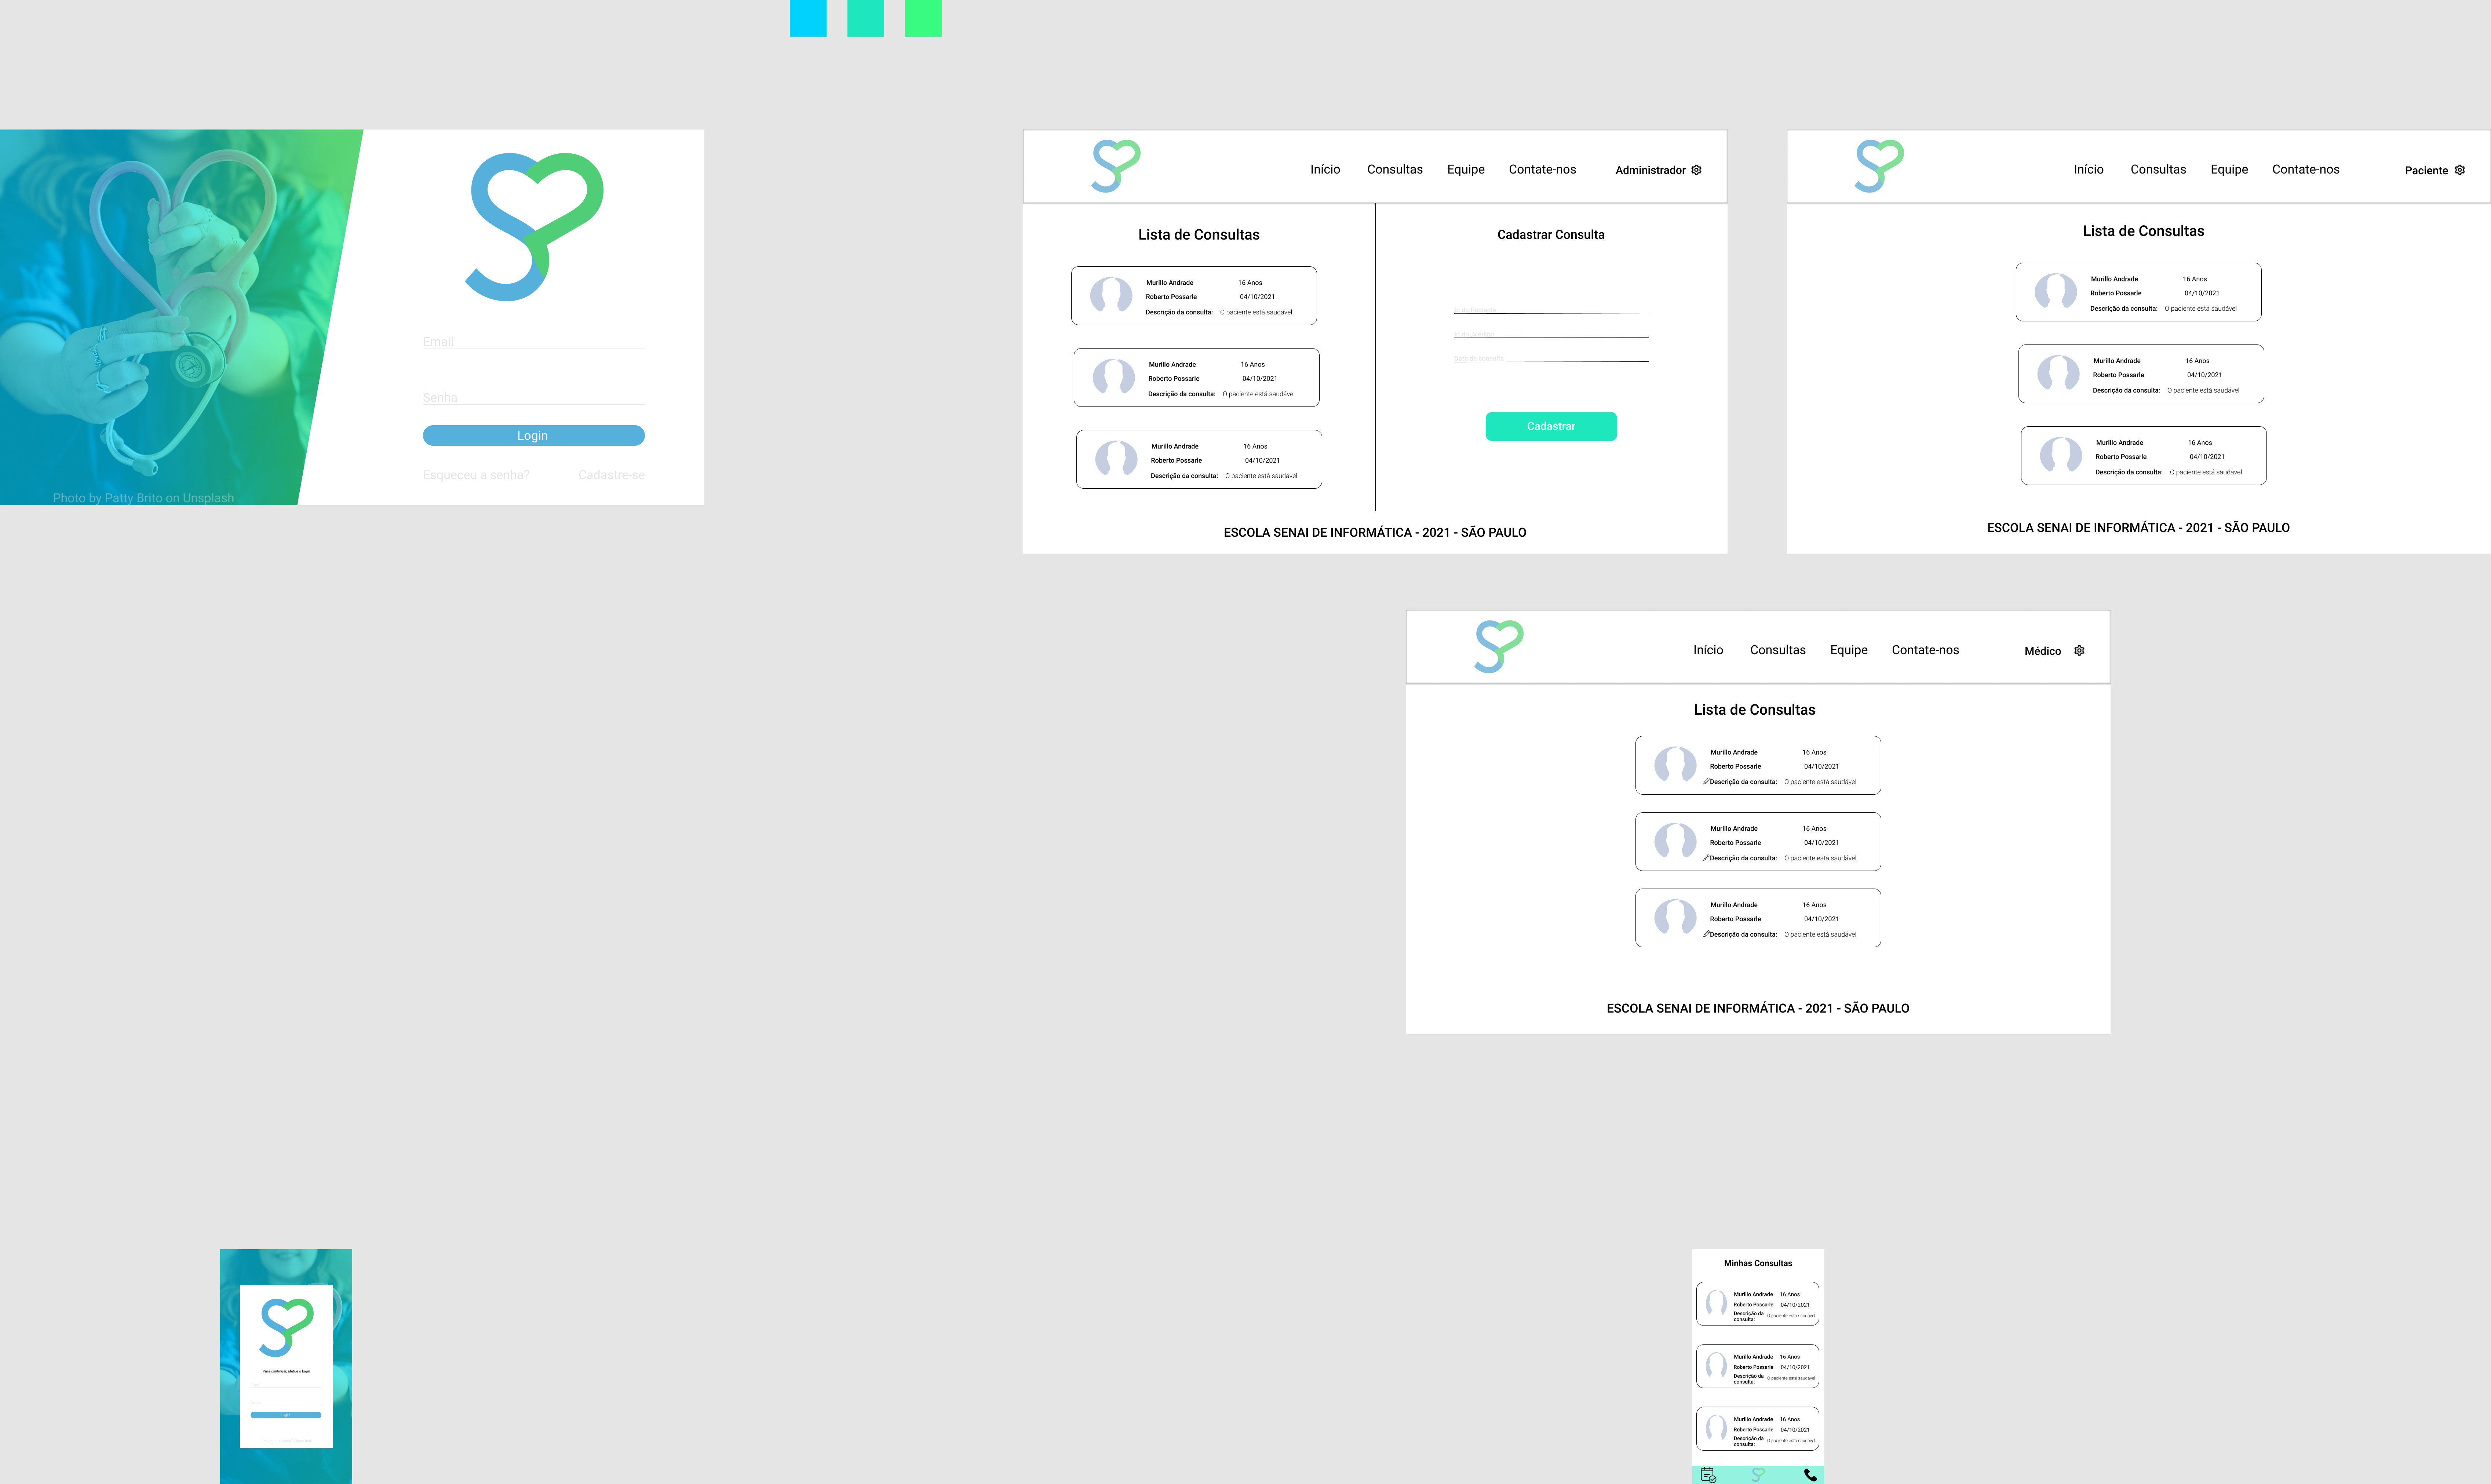 Email
Senha
Login
Esqueceu a senha? Cadastre-se
Photo by Patty Brito on Unsplash
Início Consultas Equipe Contate-nos Administrador
Lista de Consultas
Murillo Andrade 16 Anos
Roberto Possarle 04/10/2021
Descrição da consulta: O paciente está saudável
Murillo Andrade 16 Anos
Roberto Possarle 04/10/2021
Descrição da consulta: O paciente está saudável
Murillo Andrade 16 Anos
Roberto Possarle 04/10/2021
Descrição da consulta: O paciente está saudável
Cadastrar Consulta
Id do Paciente
Id do Médico
Data da consulta
Cadastrar
ESCOLA SENAI DE INFORMÁTICA - 2021 - SÃO PAULO
Início Consultas Equipe Contate-nos Paciente
Lista de Consultas
Murillo Andrade 16 Anos
Roberto Possarle 04/10/2021
Descrição da consulta: O paciente está saudável
Murillo Andrade 16 Anos
Roberto Possarle 04/10/2021
Descrição da consulta: O paciente está saudável
Murillo Andrade 16 Anos
Roberto Possarle 04/10/2021
Descrição da consulta: O paciente está saudável
ESCOLA SENAI DE INFORMÁTICA - 2021 - SÃO PAULO
Início Consultas Equipe Contate-nos Médico
Lista de Consultas
Murillo Andrade 16 Anos
Roberto Possarle 04/10/2021
Descrição da consulta: O paciente está saudável
Murillo Andrade 16 Anos
Roberto Possarle 04/10/2021
Descrição da consulta: O paciente está saudável
Murillo Andrade 16 Anos
Roberto Possarle 04/10/2021
Descrição da consulta: O paciente está saudável
ESCOLA SENAI DE INFORMÁTICA - 2021 - SÃO PAULO
Para continuar, efetue o login
Login
Minhas Consultas
Murillo Andrade 16 Anos
Roberto Possarle 04/10/2021
Descrição da
consulta: O paciente está saudável
Murillo Andrade 16 Anos
Roberto Possarle 04/10/2021
Descrição da
consulta: O paciente está saudável
Murillo Andrade 16 Anos
Roberto Possarle 04/10/2021
Descrição da
consulta: O paciente está saudável